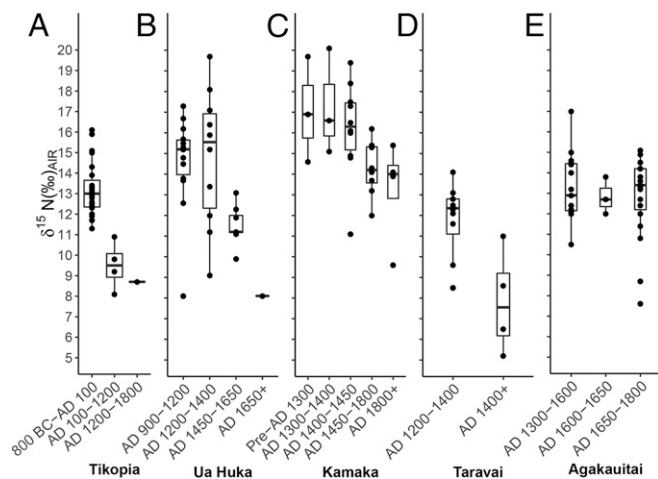 A B C D E
δ¹⁵ N(‰)AIR
20
19
18
17
16
15
14
13
12
11
10
9
8
7
6
5
800 BC–AD 100
AD 100–1200
AD 1200–1800
AD 900–1200
AD 1200–1400
AD 1450–1650
AD 1650+
Pre–AD 1300
AD 1300–1400
AD 1400–1450
AD 1450–1800
AD 1800+
AD 1200–1400
AD 1400+
AD 1300–1600
AD 1600–1650
AD 1650–1800
Tikopia Ua Huka Kamaka Taravai Agakauitai